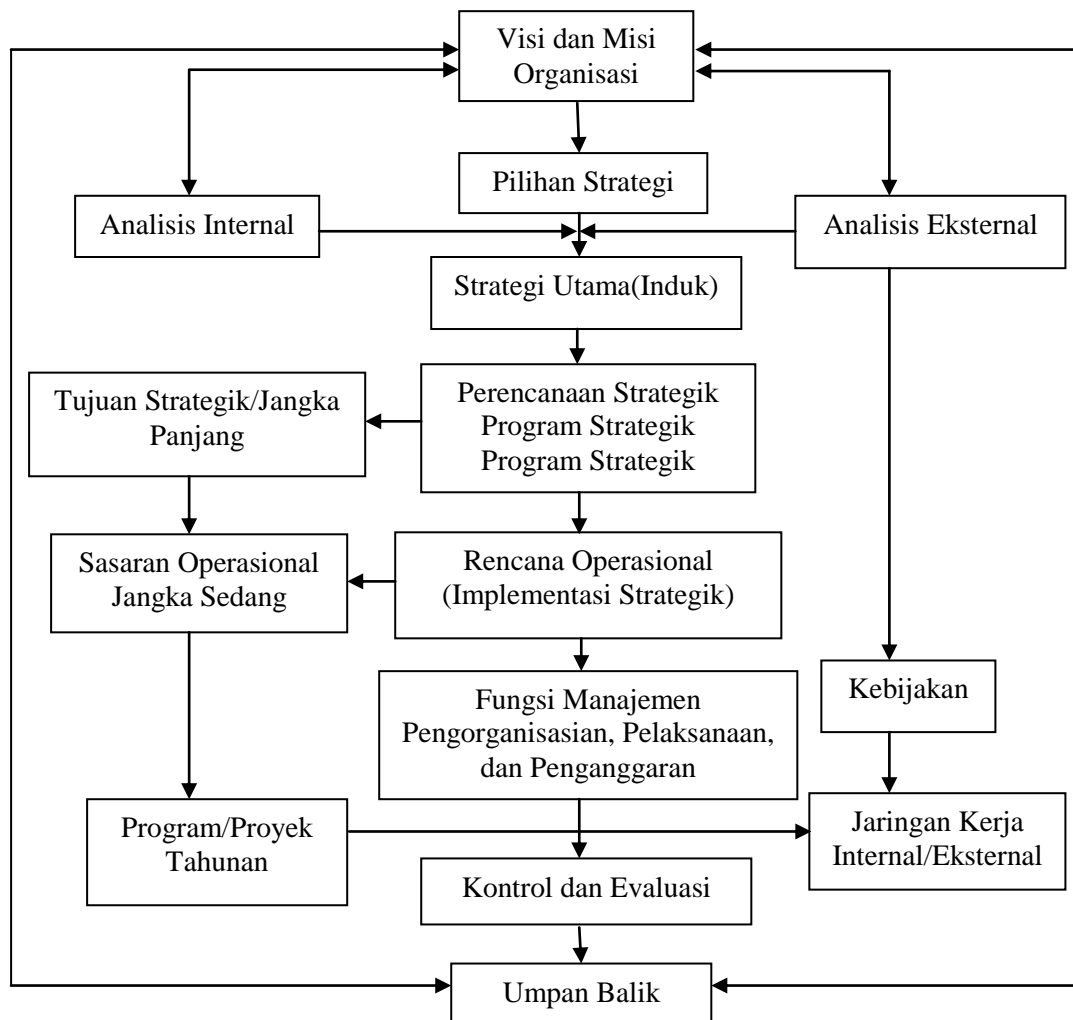 Visi dan Misi
Organisasi
Pilihan Strategi
Analisis Internal
Analisis Eksternal
Strategi Utama(Induk)
Tujuan Strategik/Jangka
Panjang
Perencanaan Strategik
Program Strategik
Program Strategik
Sasaran Operasional
Jangka Sedang
Rencana Operasional
(Implementasi Strategik)
Fungsi Manajemen
Pengorganisasian, Pelaksanaan,
dan Penganggaran
Kebijakan
Program/Proyek
Tahunan
Jaringan Kerja
Internal/Eksternal
Kontrol dan Evaluasi
Umpan Balik